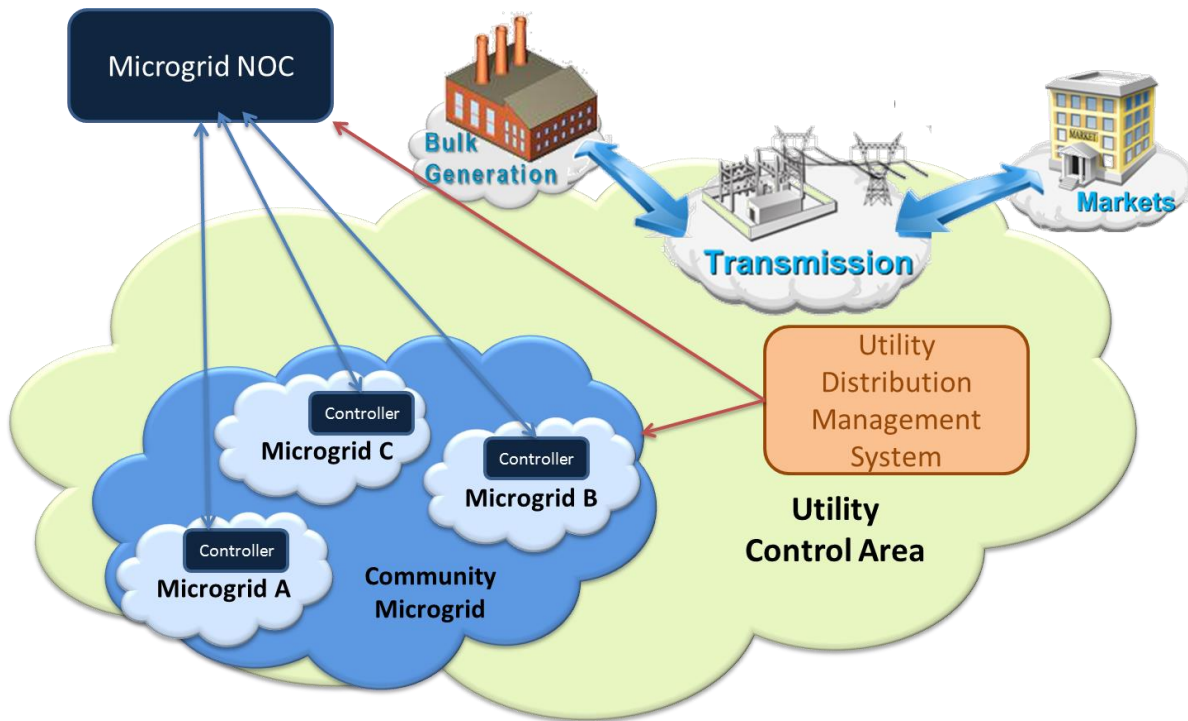 Microgrid NOC
Bulk
Generation
MARKET
Markets
Transmission
Utility
Distribution
Management
System
Controller
Microgrid C
Controller
Microgrid B
Utility
Control Area
Controller
Microgrid A
Community
Microgrid